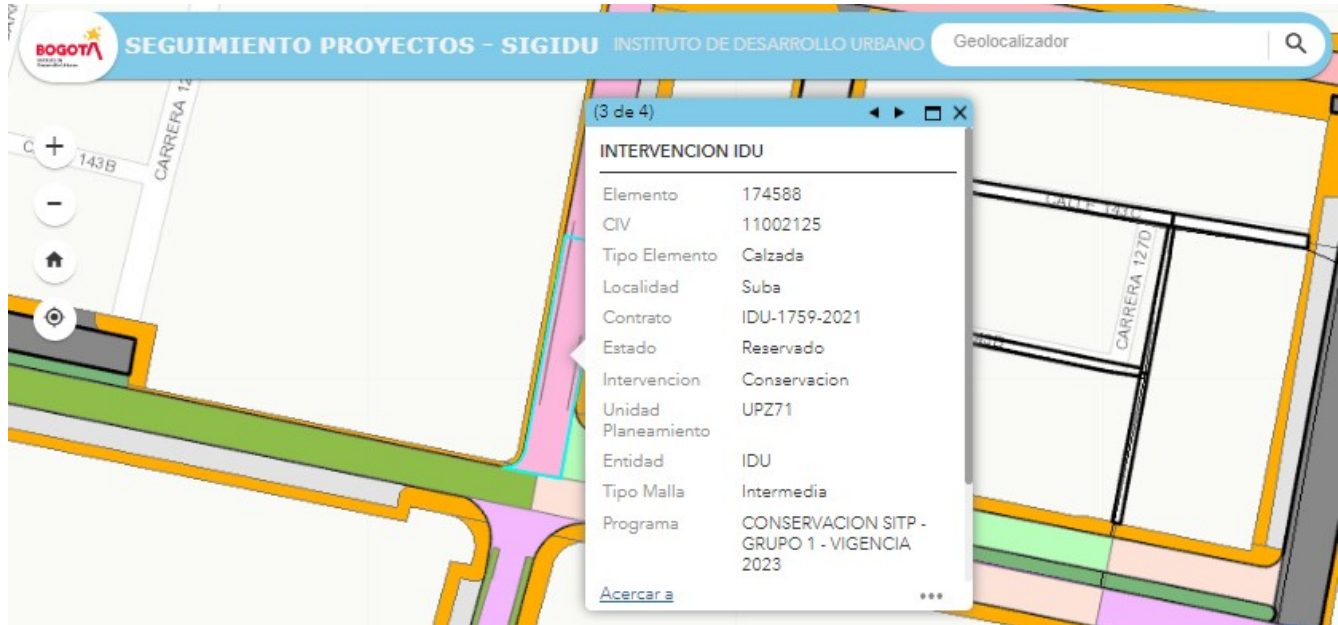 BOGOTÁ
SEGUIMIENTO PROYECTOS - SIGIDU INSTITUTO DE DESARROLLO URBANO
Geolocalizador
CARRERA
143B
(3 de 4)
INTERVENCION IDU
Elemento 174588
CIV 11002125
Tipo Elemento Calzada
Localidad Suba
Contrato IDU-1759-2021
Estado Reservado
Intervencion Conservacion
Unidad UPZ71
Planeamiento
Entidad IDU
Tipo Malla Intermedia
Programa CONSERVACION SITP -
GRUPO 1 - VIGENCIA
2023
Acercar a
CALLE 143C
CARRERA 127D